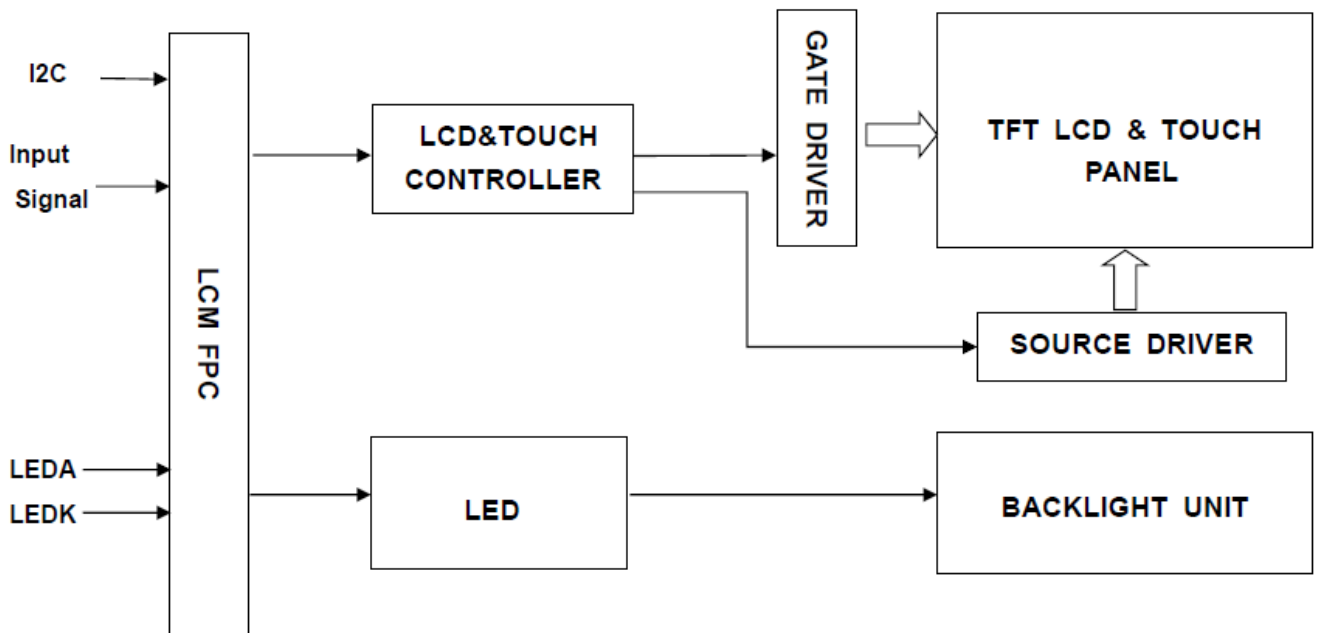 I2C
Input
Signal
LEDA
LEDK
LCM FPC
LCD&TOUCH
CONTROLLER
GATE DRIVER
TFT LCD & TOUCH
PANEL
SOURCE DRIVER
LED
BACKLIGHT UNIT